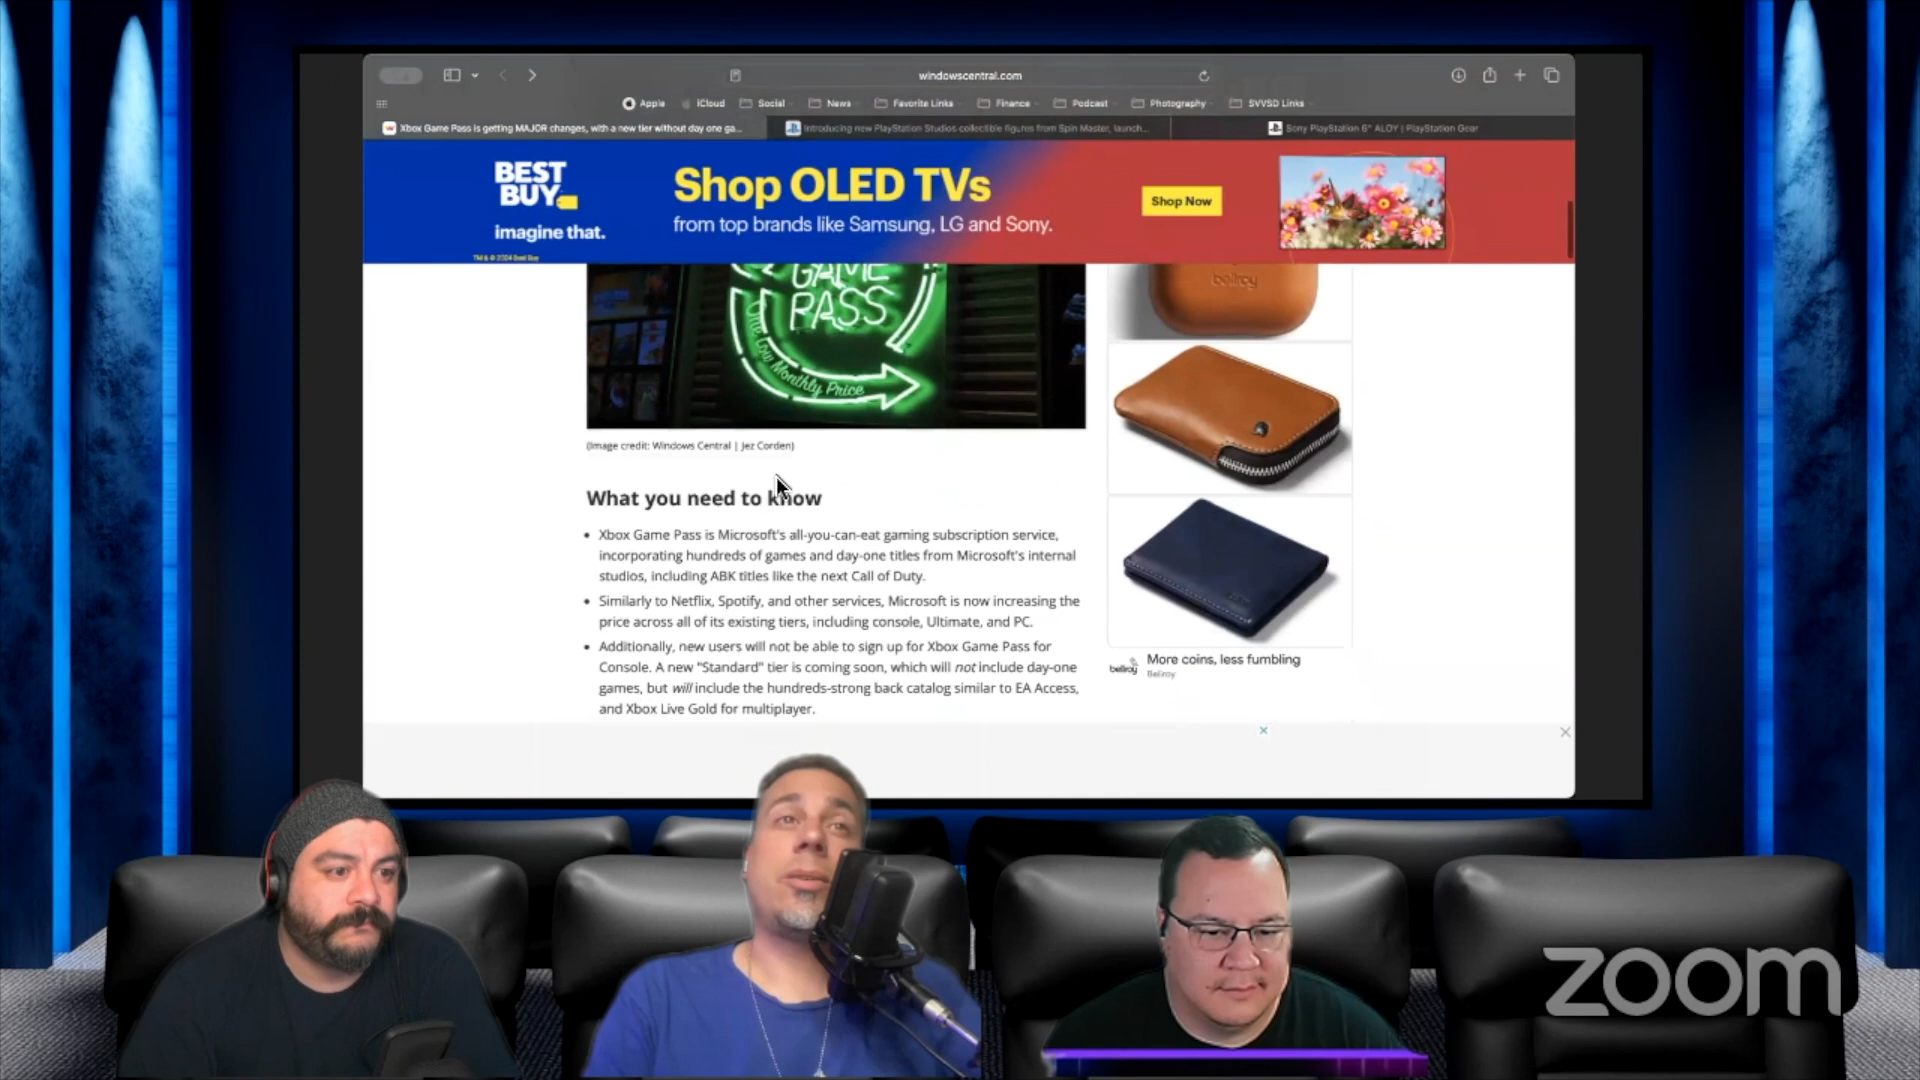 windowscentral.com
Apple iCloud Social News Favorite Links Finance Podcast Photography SVVSD Links
Xbox Game Pass is getting MAJOR changes, with a new tier without day one ga...
Introducing new PlayStation Studios collectible figures from Spin Master, launch...
Sony PlayStation 6" ALOY | PlayStation Gear
BEST
BUY
imagine that.
TM & © 2024 Best Buy
Shop OLED TVs
from top brands like Samsung, LG and Sony.
Shop Now
GAME
PASS
One Low Monthly Price
(Image credit: Windows Central | Jez Corden)
What you need to know
• Xbox Game Pass is Microsoft's all-you-can-eat gaming subscription service,
incorporating hundreds of games and day-one titles from Microsoft's internal
studios, including ABK titles like the next Call of Duty.
• Similarly to Netflix, Spotify, and other services, Microsoft is now increasing the
price across all of its existing tiers, including console, Ultimate, and PC.
• Additionally, new users will not be able to sign up for Xbox Game Pass for
Console. A new "Standard" tier is coming soon, which will not include day-one
games, but will include the hundreds-strong back catalog similar to EA Access,
and Xbox Live Gold for multiplayer.
bellroy
bellroy
More coins, less fumbling
Bellroy
zoom